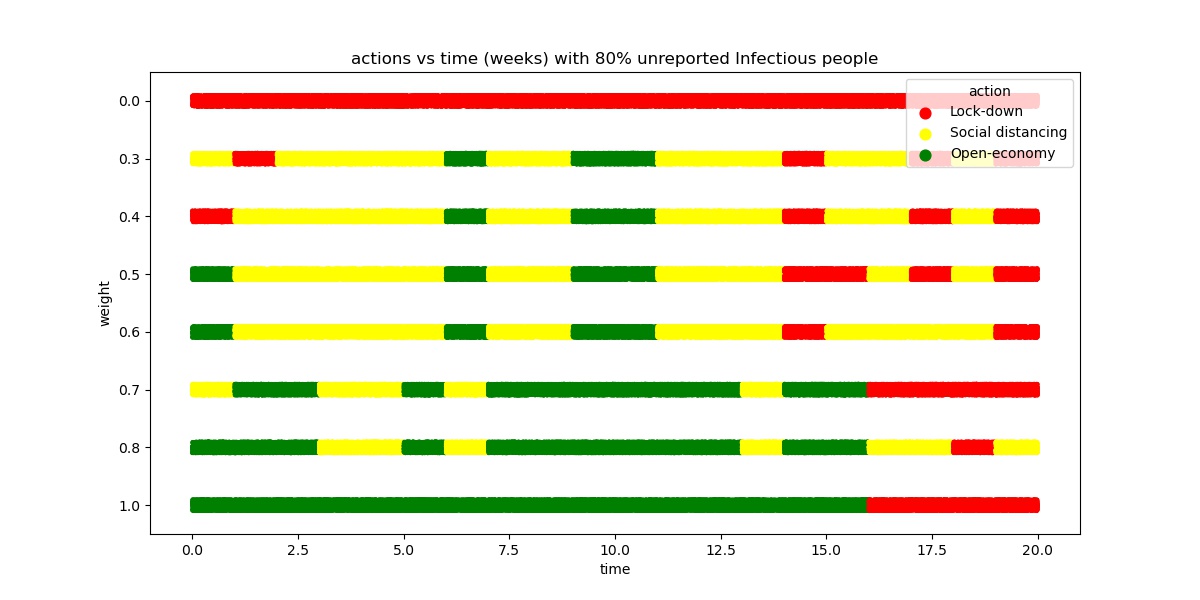 actions vs time (weeks) with 80% unreported Infectious people
action
Lock-down
Social distancing
Open-economy
weight
0.0
0.3
0.4
0.5
0.6
0.7
0.8
1.0
0.0 2.5 5.0 7.5 10.0 12.5 15.0 17.5 20.0
time